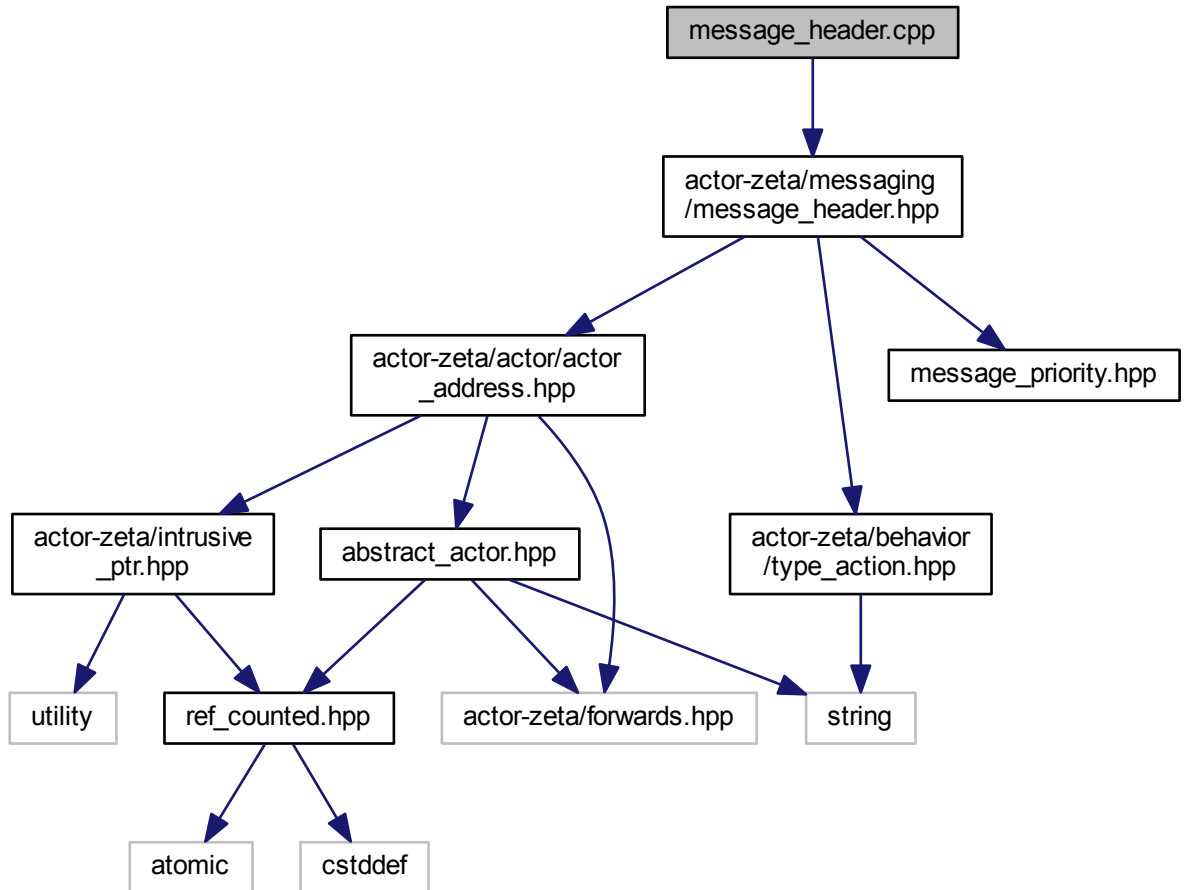 message_header.cpp
actor-zeta/messaging
/message_header.hpp
actor-zeta/actor/actor
_address.hpp
message_priority.hpp
actor-zeta/intrusive
_ptr.hpp
abstract_actor.hpp
actor-zeta/behavior
/type_action.hpp
utility
ref_counted.hpp
actor-zeta/forwards.hpp
string
atomic
cstddef